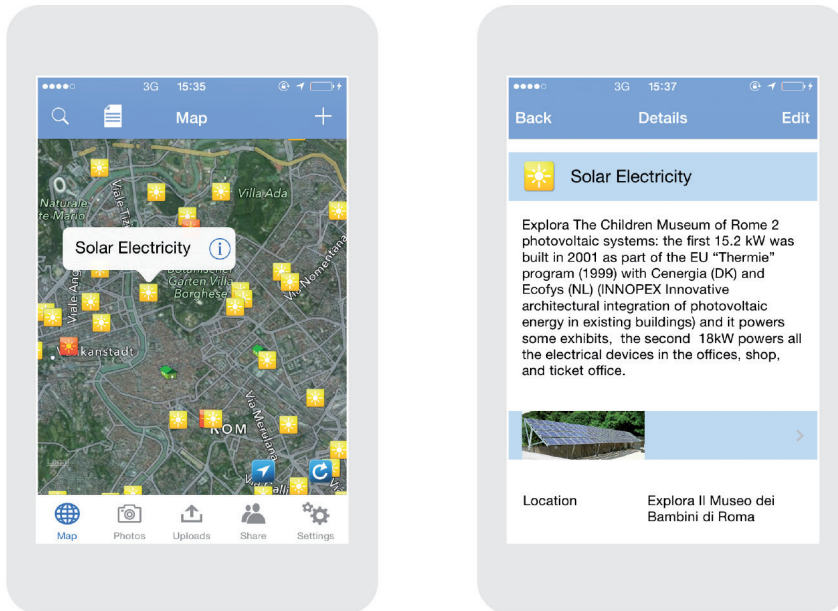 3G 15:35
Map
Naturale
te Mario
Viale Tiz
Villa Ada
Solar Electricity
Viale Ang
Garten Villa
Borghese
Via Nomentana
kanstadt
ROM
Via Merulana
Map Photos Uploads Share Settings
3G 15:37
Back Details Edit
Solar Electricity
Explora The Children Museum of Rome 2
photovoltaic systems: the first 15.2 kW was
built in 2001 as part of the EU “Thermie”
program (1999) with Cenergia (DK) and
Ecofys (NL) (INNOPEX Innovative
architectural integration of photovoltaic
energy in existing buildings) and it powers
some exhibits, the second 18kW powers all
the electrical devices in the offices, shop,
and ticket office.
Location Explora Il Museo dei
Bambini di Roma